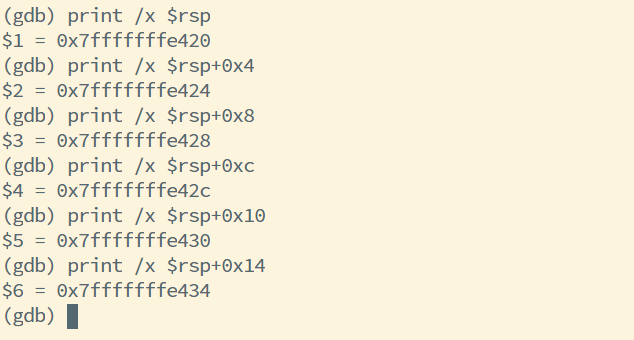 (gdb) print /x $rsp
$1 = 0x7fffffffe420
(gdb) print /x $rsp+0x4
$2 = 0x7fffffffe424
(gdb) print /x $rsp+0x8
$3 = 0x7fffffffe428
(gdb) print /x $rsp+0xc
$4 = 0x7fffffffe42c
(gdb) print /x $rsp+0x10
$5 = 0x7fffffffe430
(gdb) print /x $rsp+0x14
$6 = 0x7fffffffe434
(gdb)